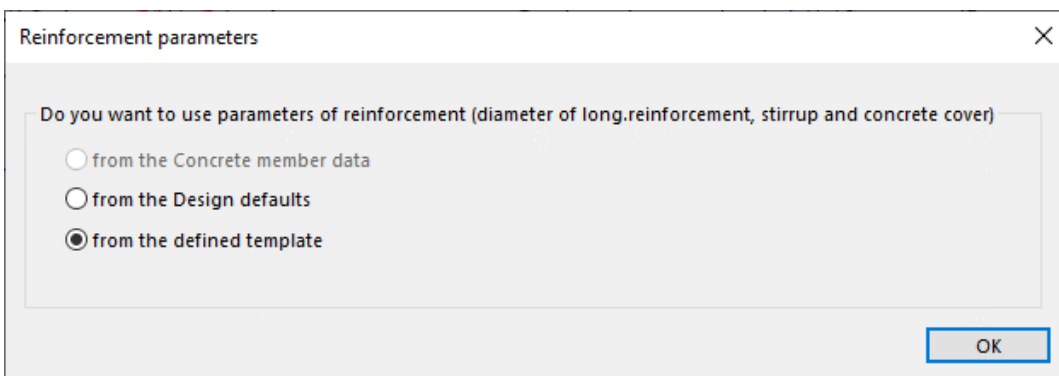 Reinforcement parameters
Do you want to use parameters of reinforcement (diameter of long.reinforcement, stirrup and concrete cover)
from the Concrete member data
from the Design defaults
from the defined template
OK